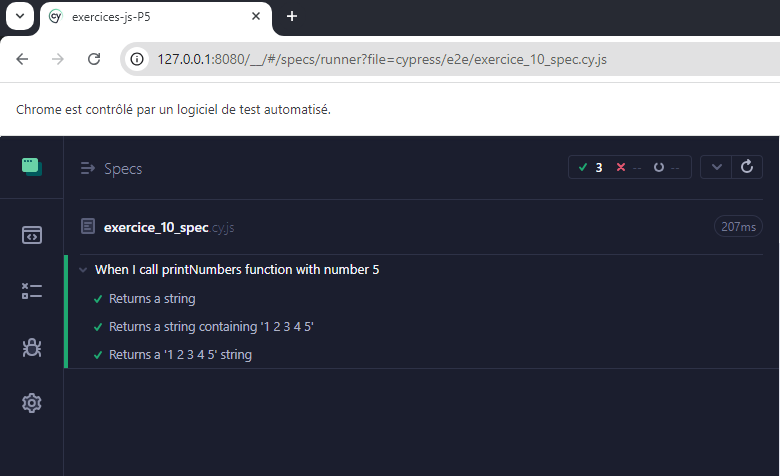 exercices-js-P5
127.0.0.1:8080/__/#/specs/runner?file=cypress/e2e/exercice_10_spec.cy.js
Chrome est contrôlé par un logiciel de test automatisé.
Specs
3 -- --
exercice_10_spec.cy.js
207ms
When I call printNumbers function with number 5
Returns a string
Returns a string containing '1 2 3 4 5'
Returns a '1 2 3 4 5' string